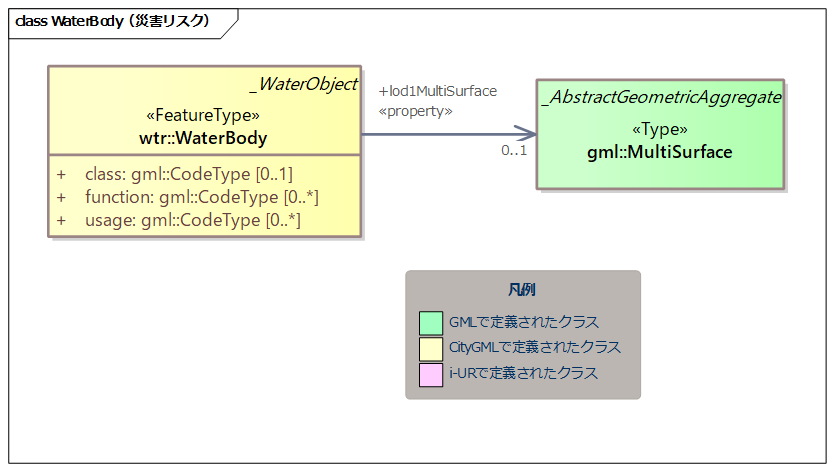 class WaterBody（災害リスク）
_WaterObject
«FeatureType»
wtr::WaterBody
+ class: gml::CodeType [0..1]
+ function: gml::CodeType [0..*]
+ usage: gml::CodeType [0..*]
+lod1MultiSurface
«property»
0..1
_AbstractGeometricAggregate
«Type»
gml::MultiSurface
凡例
GMLで定義されたクラス
CityGMLで定義されたクラス
i-URで定義されたクラス